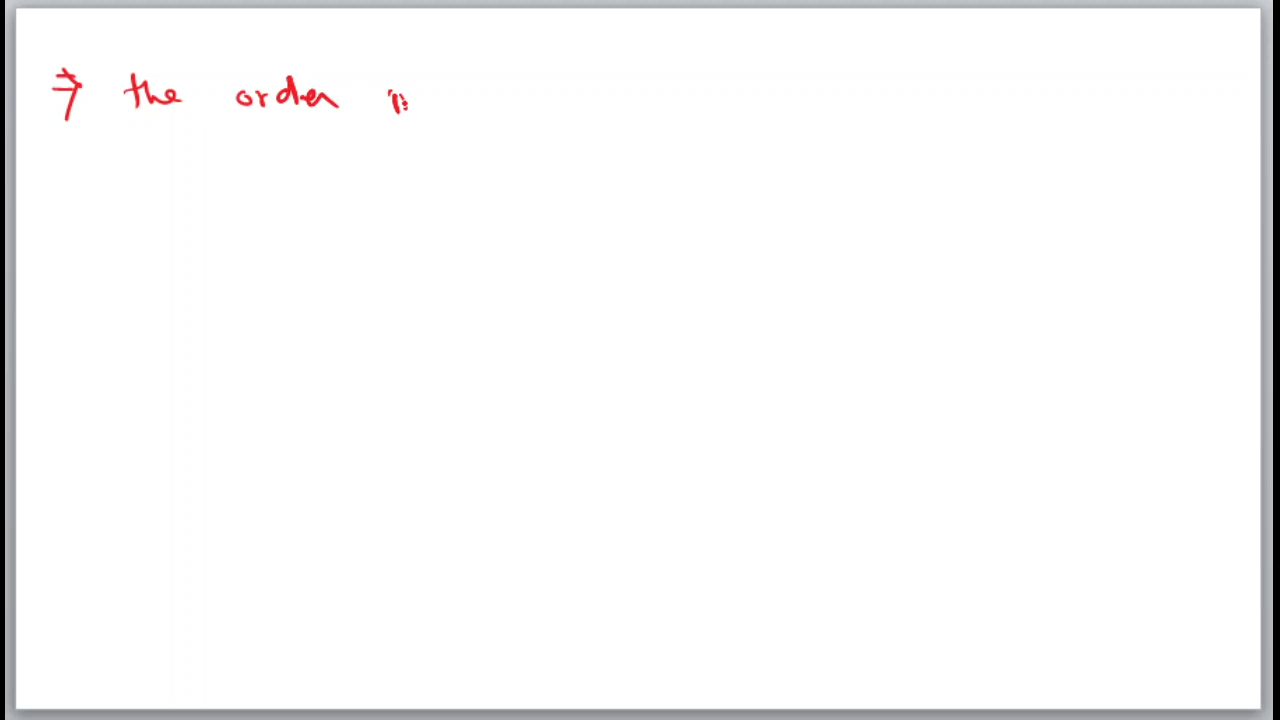 ⇒ the order